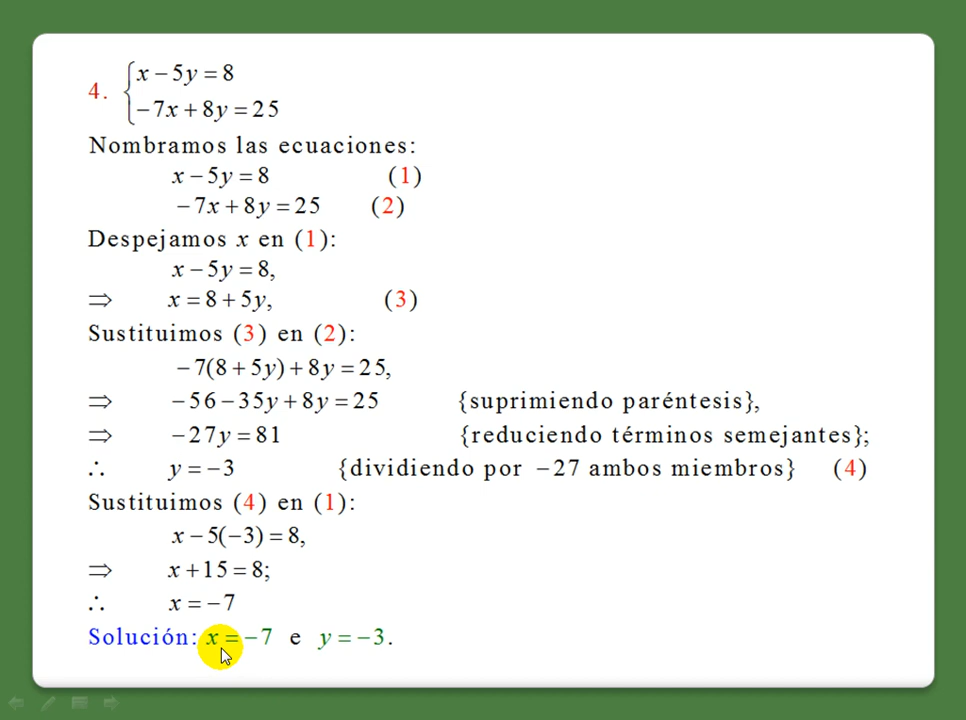 4. { x − 5y = 8
−7x + 8y = 25
Nombramos las ecuaciones:
x − 5y = 8 (1)
−7x + 8y = 25 (2)
Despejamos x en (1):
x − 5y = 8,
⇒ x = 8 + 5y, (3)
Sustituimos (3) en (2):
−7(8 + 5y) + 8y = 25,
⇒ −56 − 35y + 8y = 25 {suprimiendo paréntesis},
⇒ −27y = 81 {reduciendo términos semejantes};
∴ y = −3 {dividiendo por −27 ambos miembros} (4)
Sustituimos (4) en (1):
x − 5(−3) = 8,
⇒ x + 15 = 8;
∴ x = −7
Solución: x = −7 e y = −3.